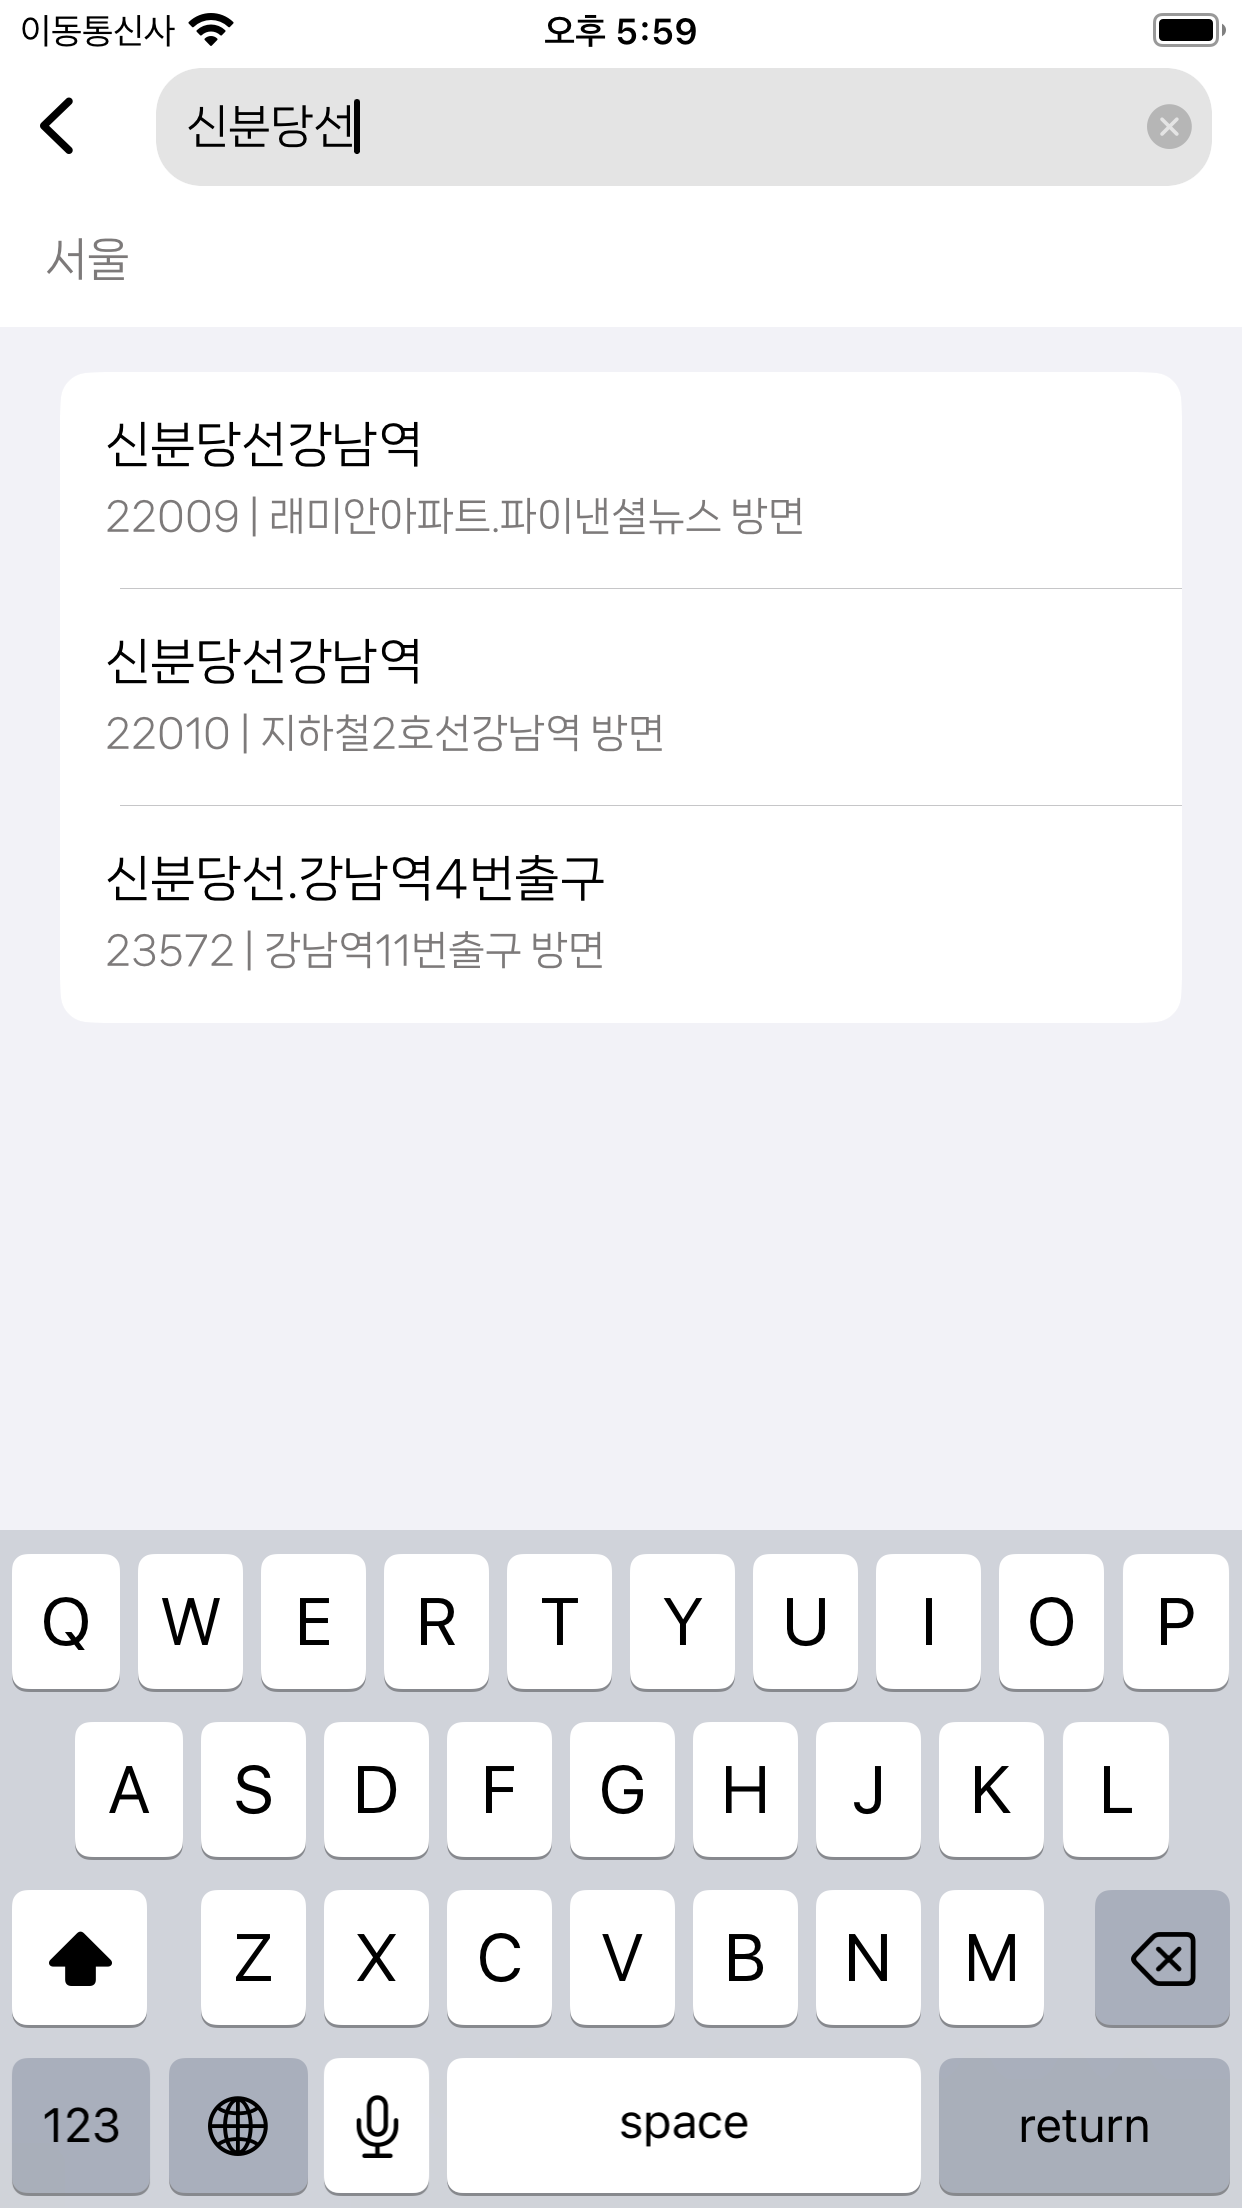 이동통신사 오후 5:59
신분당선
서울
신분당선강남역
22009 | 래미안아파트.파이낸셜뉴스 방면
신분당선강남역
22010 | 지하철2호선강남역 방면
신분당선.강남역4번출구
23572 | 강남역11번출구 방면
Q W E R T Y U I O P
A S D F G H J K L
Z X C V B N M
123 space return